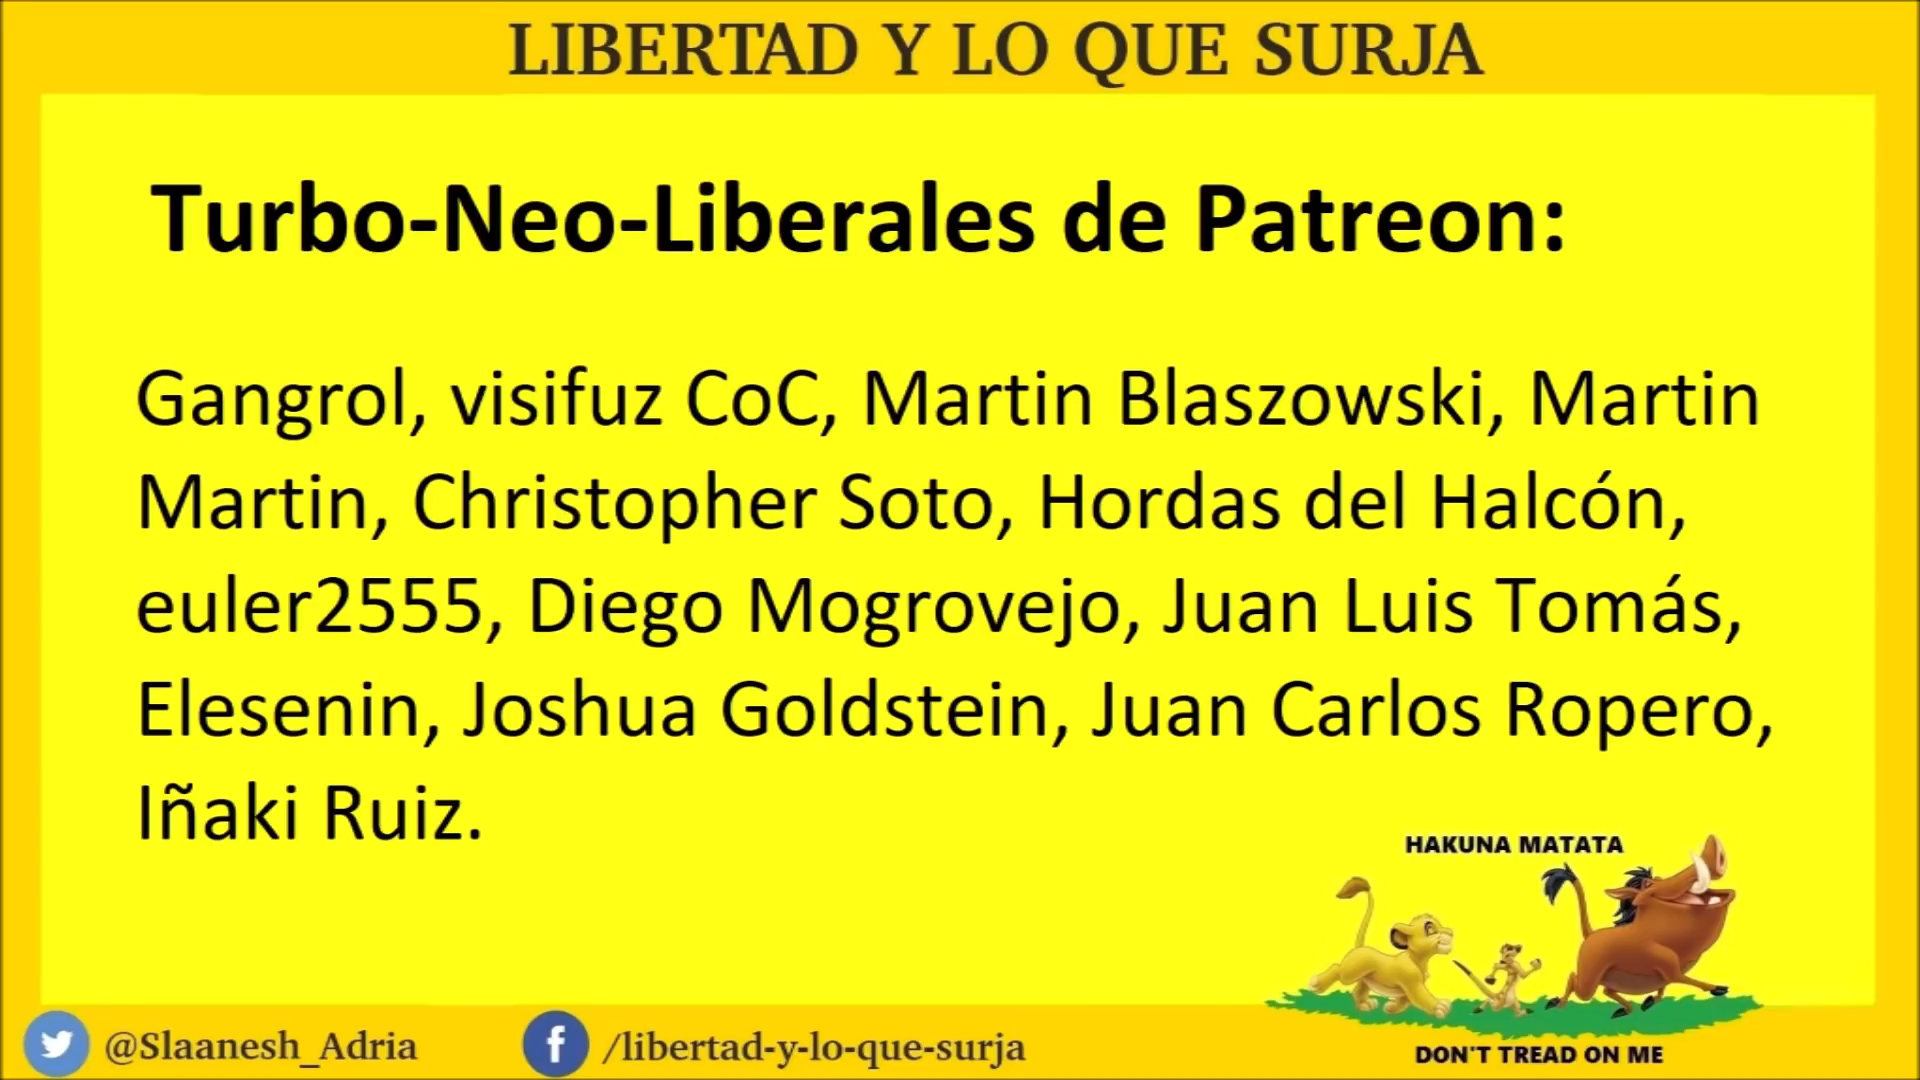 LIBERTAD Y LO QUE SURJA
Turbo-Neo-Liberales de Patreon:
Gangrol, visifuz CoC, Martin Blaszowski, Martin
Martin, Christopher Soto, Hordas del Halcón,
euler2555, Diego Mogrovejo, Juan Luis Tomás,
Elesenin, Joshua Goldstein, Juan Carlos Ropero,
Iñaki Ruiz.
HAKUNA MATATA
DON'T TREAD ON ME
@Slaanesh_Adria
/libertad-y-lo-que-surja